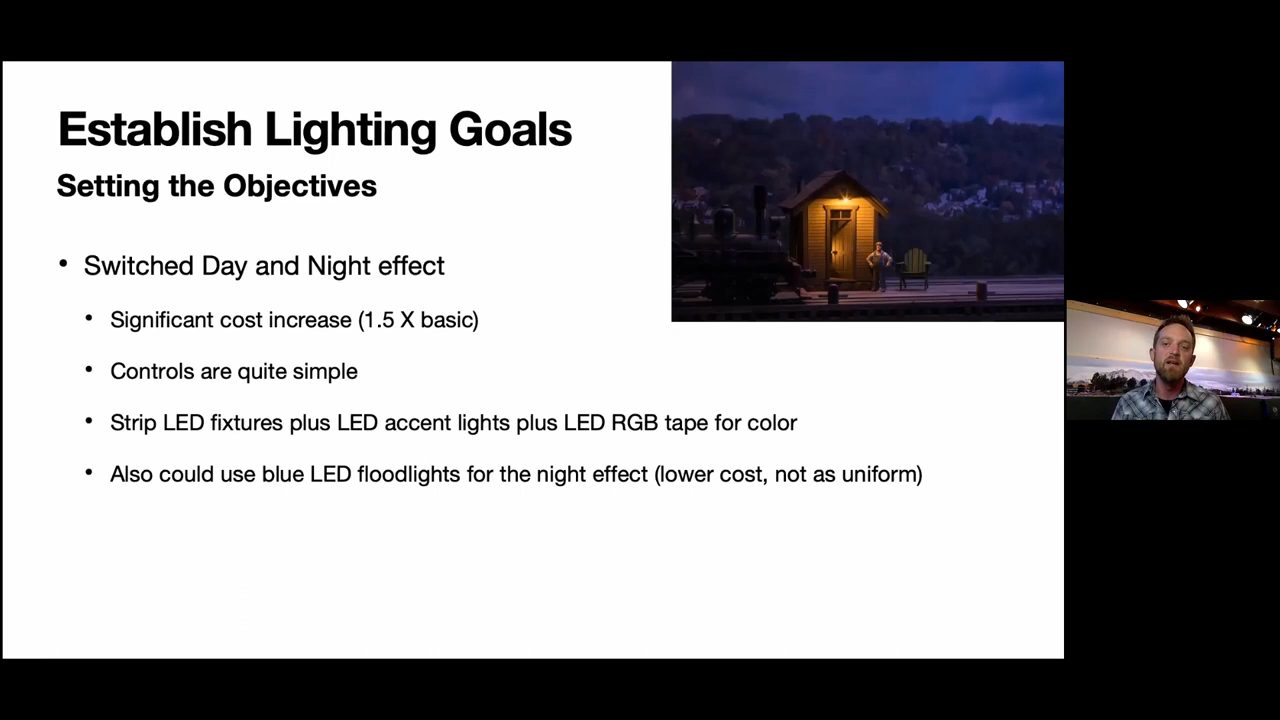 Establish Lighting Goals
Setting the Objectives
• Switched Day and Night effect
• Significant cost increase (1.5 X basic)
• Controls are quite simple
• Strip LED fixtures plus LED accent lights plus LED RGB tape for color
• Also could use blue LED floodlights for the night effect (lower cost, not as uniform)